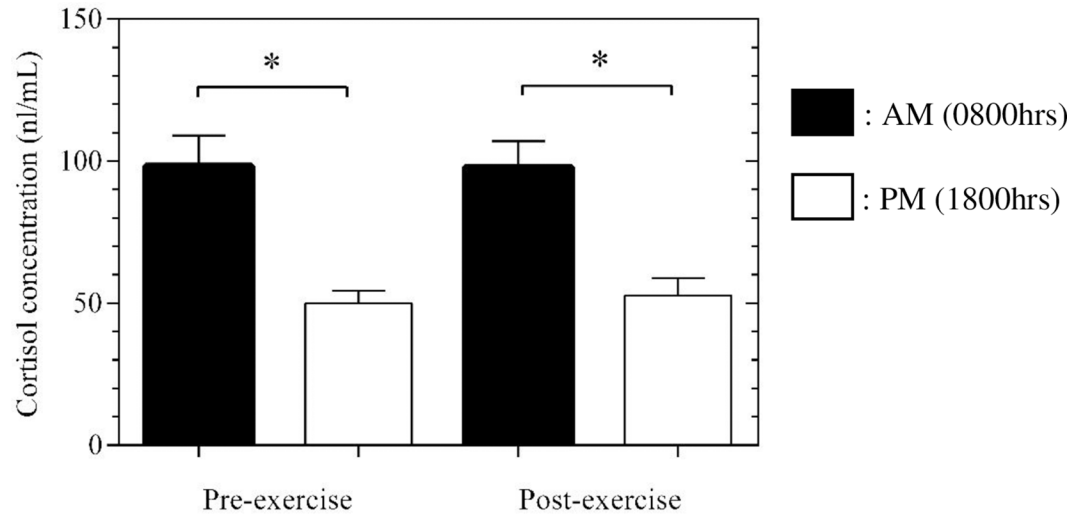 Cortisol concentration (nl/mL)
150
100
50
0
*
*
Pre-exercise
Post-exercise
: AM (0800hrs)
: PM (1800hrs)